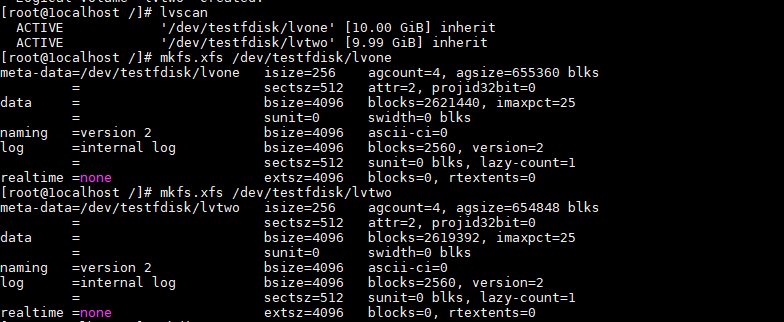 Logical volume "lvtwo" created.
[root@localhost /]# lvscan
  ACTIVE            '/dev/testfdisk/lvone' [10.00 GiB] inherit
  ACTIVE            '/dev/testfdisk/lvtwo' [9.99 GiB] inherit
[root@localhost /]# mkfs.xfs /dev/testfdisk/lvone
meta-data=/dev/testfdisk/lvone   isize=256    agcount=4, agsize=655360 blks
         =                       sectsz=512   attr=2, projid32bit=0
data     =                       bsize=4096   blocks=2621440, imaxpct=25
         =                       sunit=0      swidth=0 blks
naming   =version 2              bsize=4096   ascii-ci=0
log      =internal log           bsize=4096   blocks=2560, version=2
         =                       sectsz=512   sunit=0 blks, lazy-count=1
realtime =none                   extsz=4096   blocks=0, rtextents=0
[root@localhost /]# mkfs.xfs /dev/testfdisk/lvtwo
meta-data=/dev/testfdisk/lvtwo   isize=256    agcount=4, agsize=654848 blks
         =                       sectsz=512   attr=2, projid32bit=0
data     =                       bsize=4096   blocks=2619392, imaxpct=25
         =                       sunit=0      swidth=0 blks
naming   =version 2              bsize=4096   ascii-ci=0
log      =internal log           bsize=4096   blocks=2560, version=2
         =                       sectsz=512   sunit=0 blks, lazy-count=1
realtime =none                   extsz=4096   blocks=0, rtextents=0